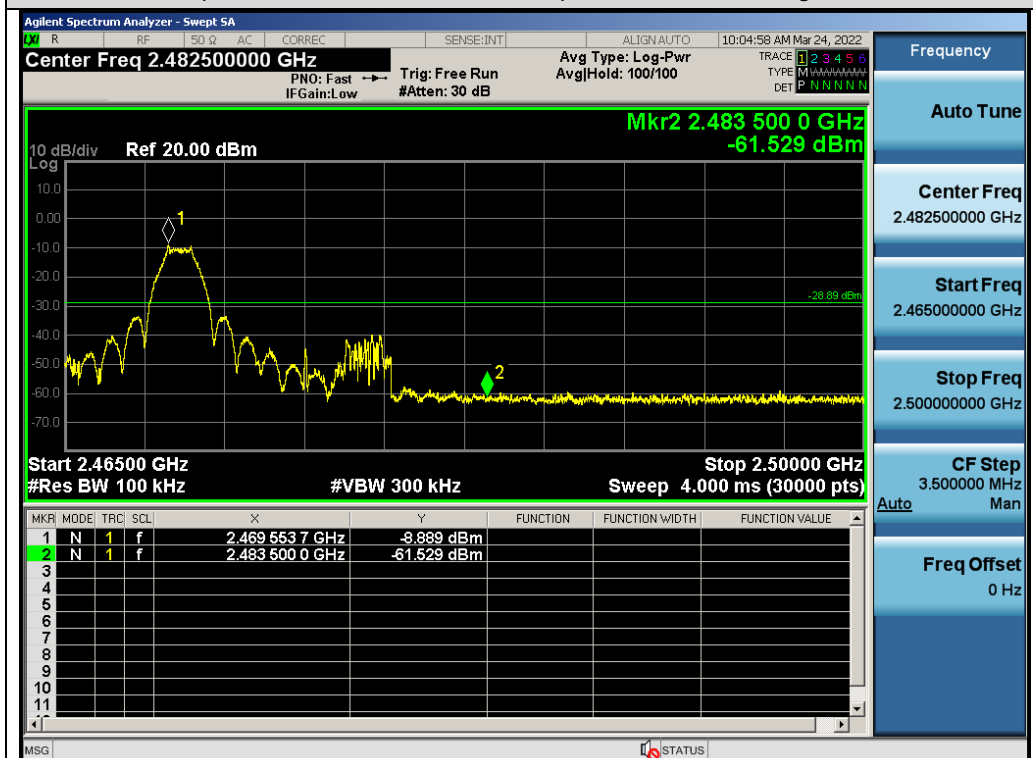 Agilent Spectrum Analyzer - Swept SA
LXI R RF 50 Ω AC CORREC SENSE:INT ALIGN AUTO 10:04:58 AM Mar 24, 2022
Center Freq 2.482500000 GHz
PNO: Fast
IFGain:Low
Trig: Free Run
#Atten: 30 dB
Avg Type: Log-Pwr
Avg|Hold: 100/100
TRACE 1 2 3 4 5 6
TYPE M
DET P N N N N N
Mkr2 2.483 500 0 GHz
-61.529 dBm
10 dB/div Ref 20.00 dBm
Log
10.0
0.00
-10.0
-20.0
-30.0
-40.0
-50.0
-60.0
-70.0
1
2
-28.89 dBm
Start 2.46500 GHz Stop 2.50000 GHz
#Res BW 100 kHz #VBW 300 kHz Sweep 4.000 ms (30000 pts)
MKR MODE TRC SCL X Y FUNCTION FUNCTION WIDTH FUNCTION VALUE
1 N 1 f 2.469 553 7 GHz -8.889 dBm
2 N 1 f 2.483 500 0 GHz -61.529 dBm
3
4
5
6
7
8
9
10
11
MSG STATUS
Frequency
Auto Tune
Center Freq
2.482500000 GHz
Start Freq
2.465000000 GHz
Stop Freq
2.500000000 GHz
CF Step
3.500000 MHz
Auto Man
Freq Offset
0 Hz